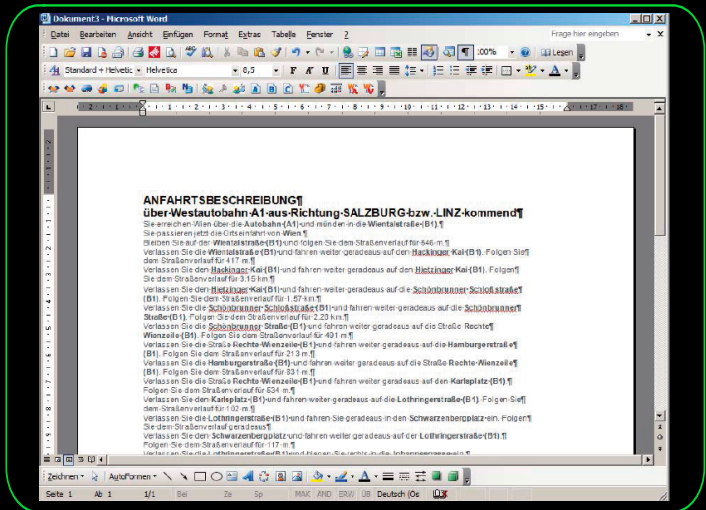 Dokument3 - Microsoft Word
Datei Bearbeiten Ansicht Einfügen Format Extras Tabelle Fenster ?
Frage hier eingeben
100% Lesen
Standard + Helvetic Helvetica 8,5 F K U
ANFAHRTSBESCHREIBUNG¶
über·Westautobahn·A1·aus·Richtung·SALZBURG·bzw.·LINZ·kommend¶
Sie·erreichen·Wien·über·die·Autobahn·(A1)·und·münden·in·die·Wientalstraße·(B1).¶
Sie·passieren·jetzt·die·Ortseinfahrt·von·Wien.¶
Bleiben·Sie·auf·der·Wientalstraße·(B1)·und·folgen·Sie·dem·Straßenverlauf·für·646·m.¶
Verlassen·Sie·die·Wientalstraße·(B1)·und·fahren·weiter·geradeaus·auf·den·Hackinger·Kai·(B1).·Folgen·Sie¶
dem·Straßenverlauf·für·417·m.¶
Verlassen·Sie·den·Hackinger·Kai·(B1)·und·fahren·weiter·geradeaus·auf·den·Hietzinger·Kai·(B1).·Folgen¶
Sie·dem·Straßenverlauf·für·3.15·km.¶
Verlassen·Sie·den·Hietzinger·Kai·(B1)·und·fahren·weiter·geradeaus·auf·die·Schönbrunner·Schloßstraße¶
(B1).·Folgen·Sie·dem·Straßenverlauf·für·1.67·km.¶
Verlassen·Sie·die·Schönbrunner·Schloßstraße·(B1)·und·fahren·weiter·geradeaus·auf·die·Schönbrunner¶
Straße·(B1).·Folgen·Sie·dem·Straßenverlauf·für·2.29·km.¶
Verlassen·Sie·die·Schönbrunner·Straße·(B1)·und·fahren·weiter·geradeaus·auf·die·Straße·Rechte¶
Wienzeile·(B1).·Folgen·Sie·dem·Straßenverlauf·für·401·m.¶
Verlassen·Sie·die·Straße·Rechte·Wienzeile·(B1)·und·fahren·weiter·geradeaus·auf·die·Hamburgerstraße¶
(B1).·Folgen·Sie·dem·Straßenverlauf·für·213·m.¶
Verlassen·Sie·die·Hamburgerstraße·(B1)·und·fahren·weiter·geradeaus·auf·die·Straße·Rechte·Wienzeile¶
(B1).·Folgen·Sie·dem·Straßenverlauf·für·831·m.¶
Verlassen·Sie·die·Straße·Rechte·Wienzeile·(B1)·und·fahren·weiter·geradeaus·auf·den·Karlsplatz·(B1).¶
Folgen·Sie·dem·Straßenverlauf·für·534·m.¶
Verlassen·Sie·den·Karlsplatz·(B1)·und·fahren·weiter·geradeaus·auf·die·Lothringerstraße·(B1).·Folgen·Sie¶
dem·Straßenverlauf·für·102·m.¶
Verlassen·Sie·die·Lothringerstraße·(B1)·und·fahren·Sie·geradeaus·in·den·Schwarzenbergplatz·ein.·Folgen¶
Sie·dem·Straßenverlauf·geradeaus¶
Verlassen·Sie·den·Schwarzenbergplatz·und·fahren·weiter·geradeaus·auf·der·Lothringerstraße·(B1).¶
Folgen·Sie·dem·Straßenverlauf·für·117·m.¶
Zeichnen AutoFormen
Seite 1 Ab 1 1/1 Bei Ze Sp MAK ÄND ERW ÜB Deutsch (Ös